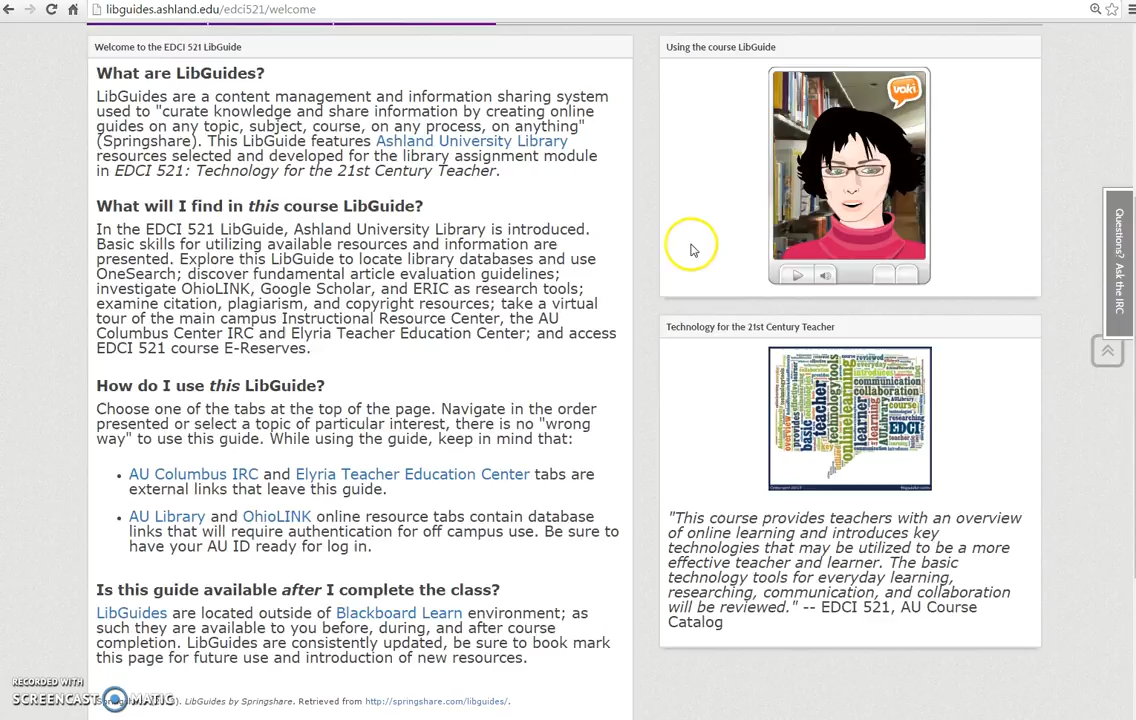 libguides.ashland.edu/edci521/welcome
Welcome to the EDCI 521 LibGuide
What are LibGuides?
LibGuides are a content management and information sharing system
used to "curate knowledge and share information by creating online
guides on any topic, subject, course, on any process, on anything"
(Springshare). This LibGuide features Ashland University Library
resources selected and developed for the library assignment module
in EDCI 521: Technology for the 21st Century Teacher.
What will I find in this course LibGuide?
In the EDCI 521 LibGuide, Ashland University Library is introduced.
Basic skills for utilizing available resources and information are
presented. Explore this LibGuide to locate library databases and use
OneSearch; discover fundamental article evaluation guidelines;
investigate OhioLINK, Google Scholar, and ERIC as research tools;
examine citation, plagiarism, and copyright resources; take a virtual
tour of the main campus Instructional Resource Center, the AU
Columbus Center IRC and Elyria Teacher Education Center; and access
EDCI 521 course E-Reserves.
How do I use this LibGuide?
Choose one of the tabs at the top of the page. Navigate in the order
presented or select a topic of particular interest, there is no "wrong
way" to use this guide. While using the guide, keep in mind that:
• AU Columbus IRC and Elyria Teacher Education Center tabs are
external links that leave this guide.
• AU Library and OhioLINK online resource tabs contain database
links that will require authentication for off campus use. Be sure to
have your AU ID ready for log in.
Is this guide available after I complete the class?
LibGuides are located outside of Blackboard Learn environment; as
such they are available to you before, during, and after course
completion. LibGuides are consistently updated, be sure to book mark
this page for future use and introduction of new resources.
LibGuides by Springshare. Retrieved from http://springshare.com/libguides/.
RECORDED WITH
SCREENCAST MATIC
Using the course LibGuide
voki
Technology for the 21st Century Teacher
communication
collaboration
teacher
technology tools
online learning
learner
learning
basic
provides
overview
course
researching
EDCI
AU Library
key
"This course provides teachers with an overview
of online learning and introduces key
technologies that may be utilized to be a more
effective teacher and learner. The basic
technology tools for everyday learning,
researching, communication, and collaboration
will be reviewed." -- EDCI 521, AU Course
Catalog
Questions? Ask the IRC